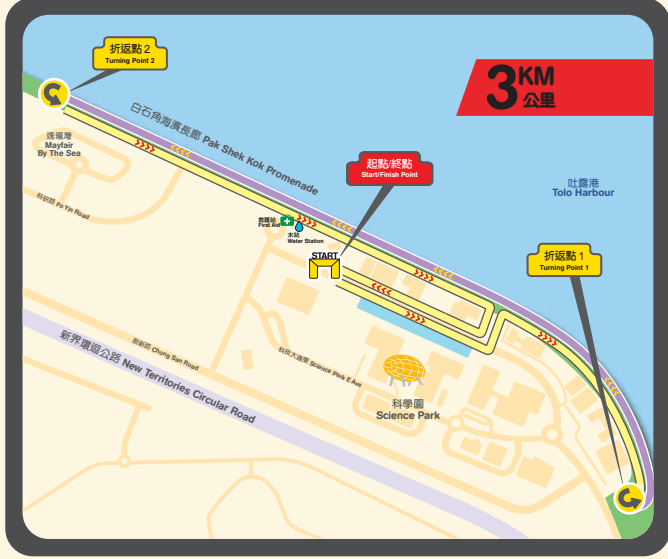 折返點 2
Turning Point 2
3 KM
公里
白石角海濱長廊 Pak Shek Kok Promenade
逸瓏灣
Mayfair
By The Sea
起點/終點
Start/Finish Point
吐露港
Tolo Harbour
科研路 Fo Yin Road
救護站
First Aid
水站
Water Station
START
折返點 1
Turning Point 1
新界環迴公路 New Territories Circular Road
創新路 Chong San Road
科技大道東 Science Park E Ave
科學園
Science Park